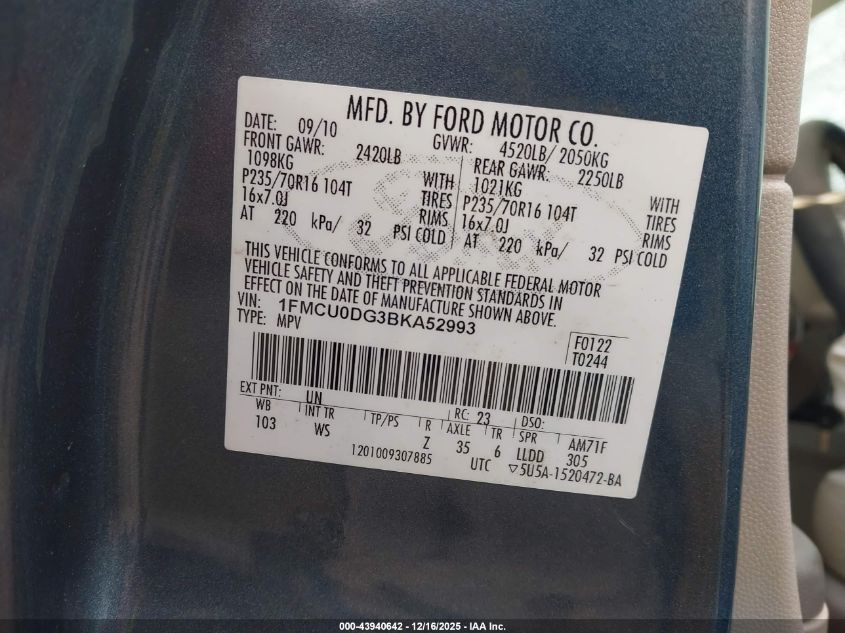 MFD. BY FORD MOTOR CO.
DATE: 09/10 GVWR: 4520LB/ 2050KG
FRONT GAWR: 2420LB REAR GAWR: 2250LB
1098KG WITH 1021KG WITH
P235/70R16 104T TIRES P235/70R16 104T TIRES
16x7.0J RIMS 16x7.0J RIMS
AT 220 kPa/ 32 PSI COLD AT 220 kPa/ 32 PSI COLD
THIS VEHICLE CONFORMS TO ALL APPLICABLE FEDERAL MOTOR
VEHICLE SAFETY AND THEFT PREVENTION STANDARDS IN
EFFECT ON THE DATE OF MANUFACTURE SHOWN ABOVE.
VIN: 1FMCU0DG3BKA52993
TYPE: MPV
F0122
T0244
EXT PNT: UN RC: 23 DSO:
WB INT TR TP/PS R AXLE TR SPR AM71F
103 WS Z 35 6 LLDD 305
1201009307885 UTC ▽5U5A-1520472-BA
000-43940642 - 12/16/2025 - IAA Inc.